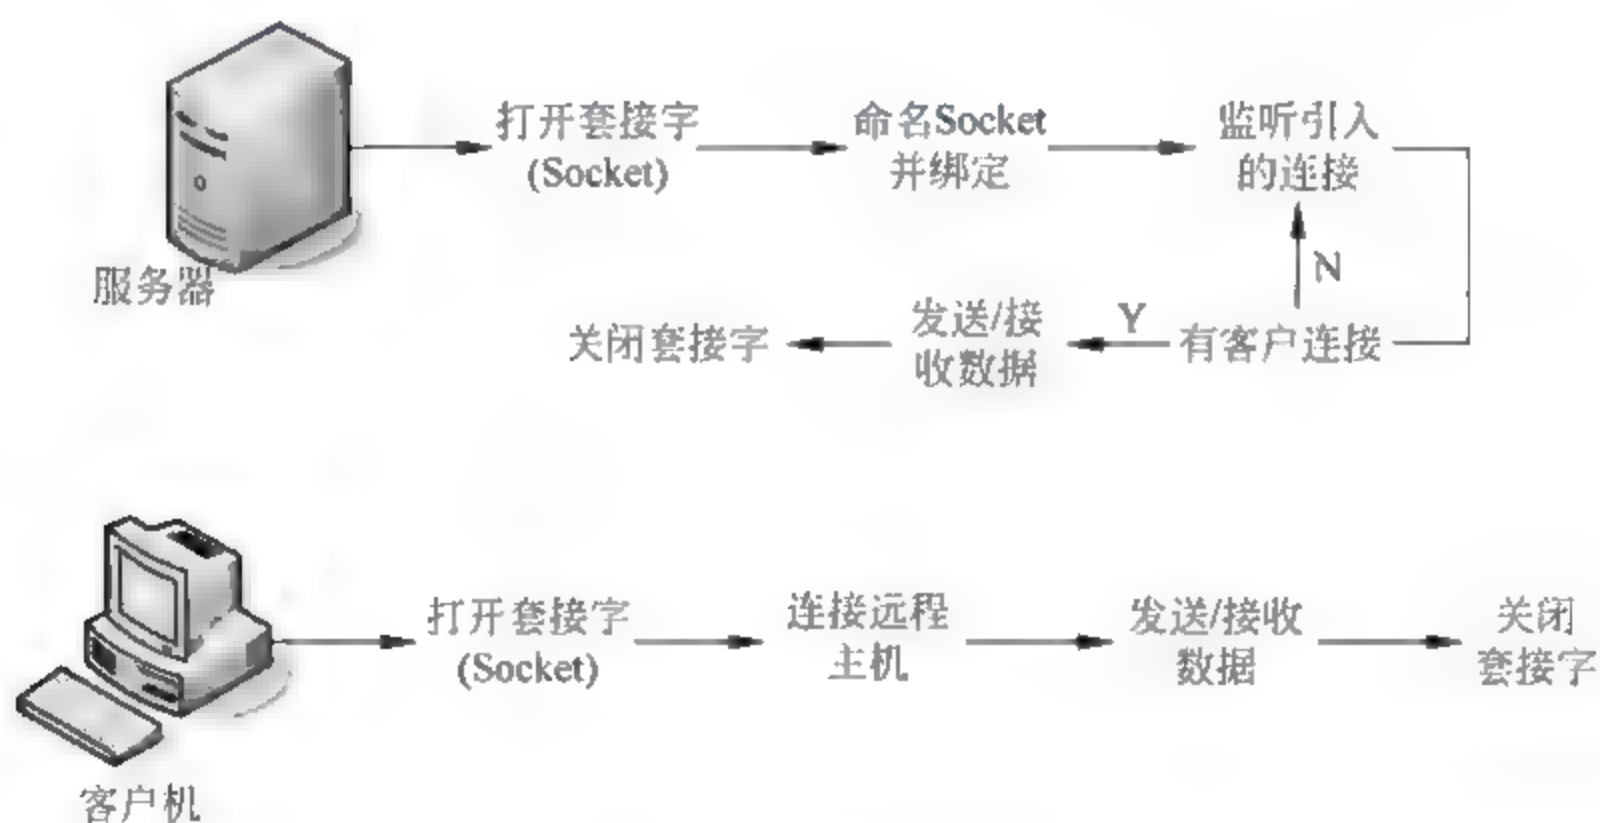 打开套接字
(Socket)
命名Socket
并绑定
监听引入
的连接
服务器
N
关闭套接字
发送/接
收数据
Y
有客户连接
打开套接字
(Socket)
连接远程
主机
发送/接收
数据
关闭
套接字
客户机